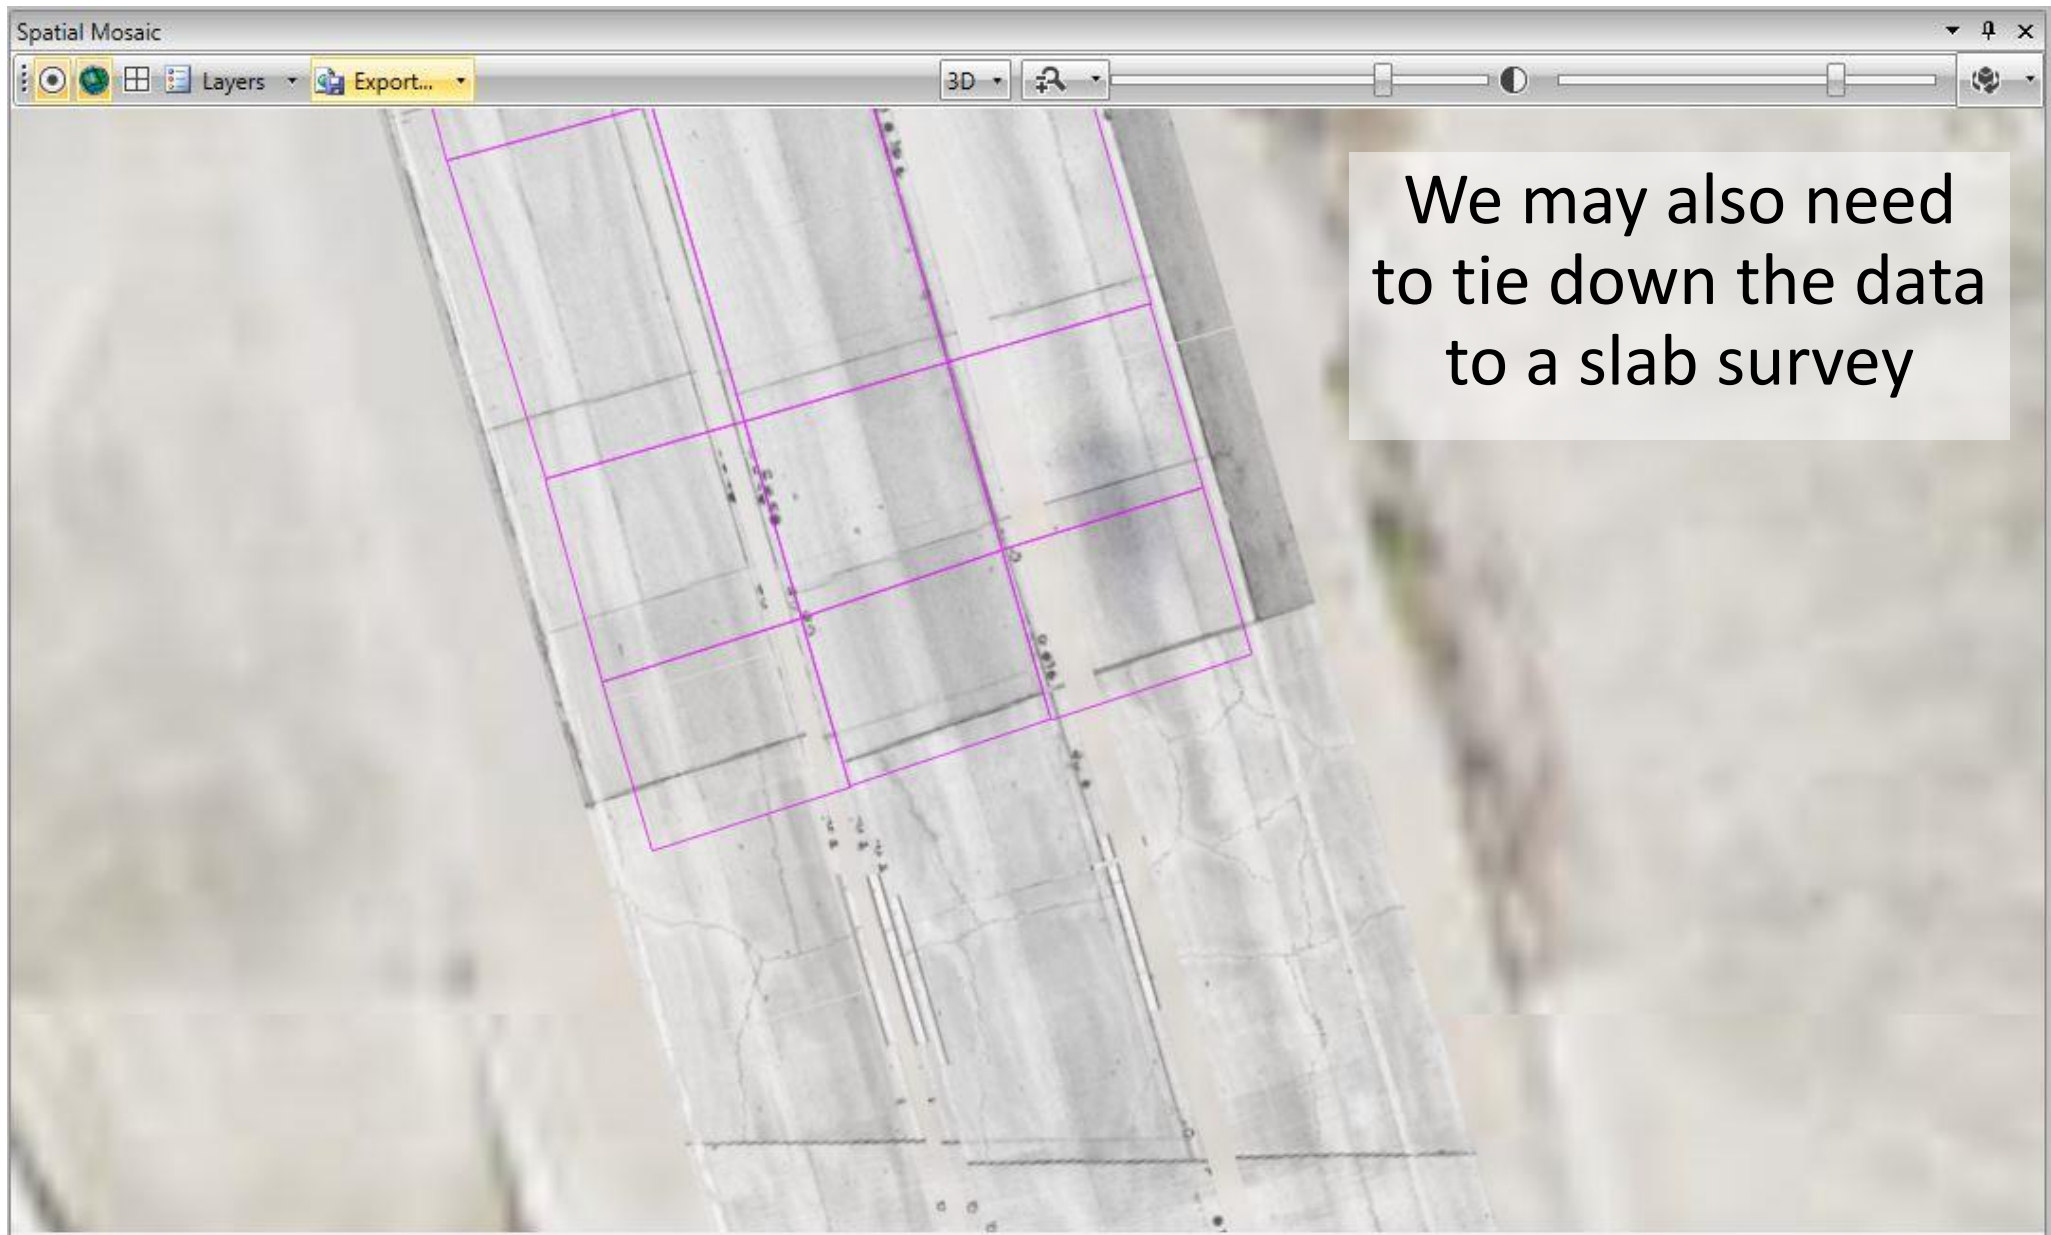 Spatial Mosaic
Layers
Export...
3D
We may also need
to tie down the data
to a slab survey